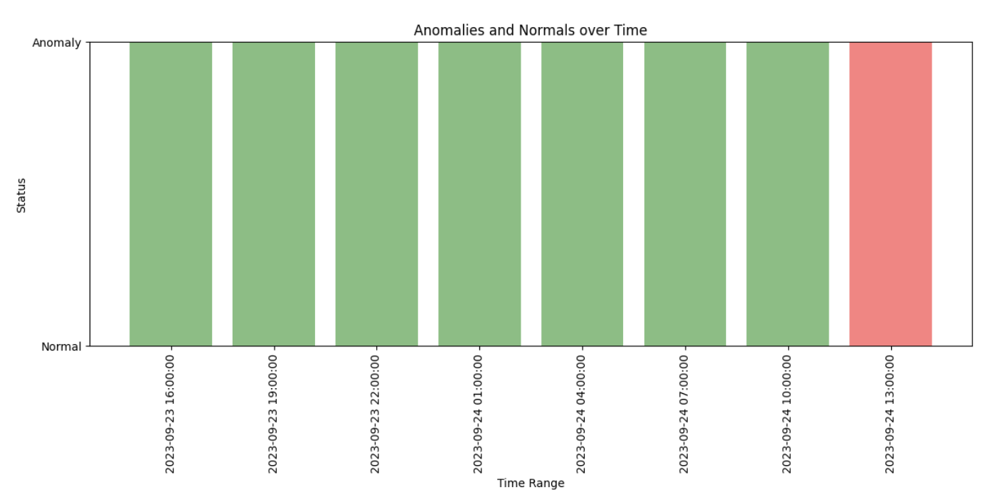 Anomalies and Normals over Time
Anomaly
Status
Normal
2023-09-23 16:00:00
2023-09-23 19:00:00
2023-09-23 22:00:00
2023-09-24 01:00:00
2023-09-24 04:00:00
2023-09-24 07:00:00
2023-09-24 10:00:00
2023-09-24 13:00:00
Time Range